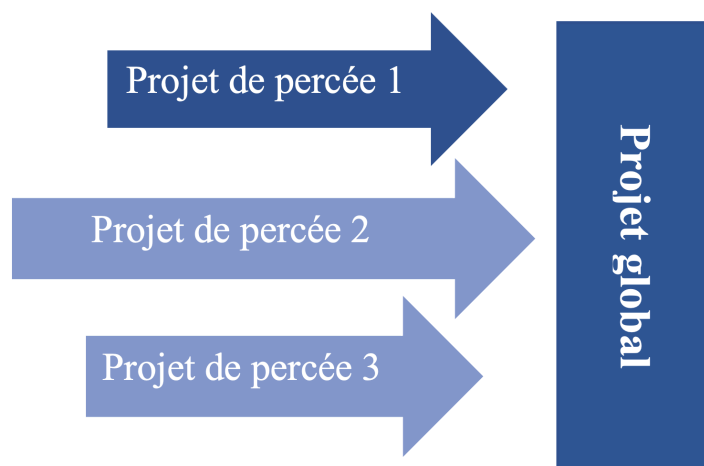 Projet de percée 1
Projet de percée 2
Projet de percée 3
Projet global